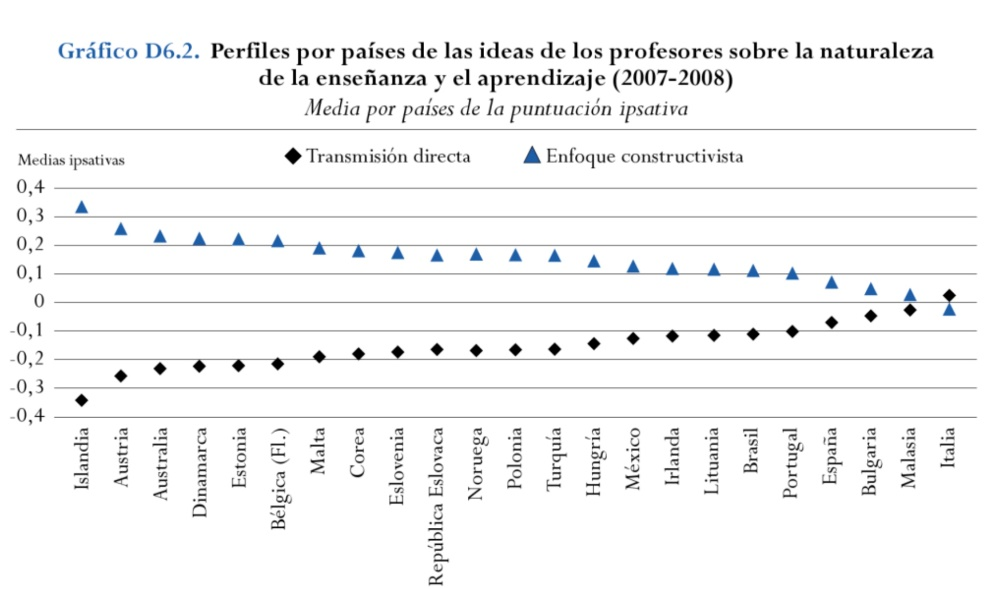 Gráfico D6.2. Perfiles por países de las ideas de los profesores sobre la naturaleza
de la enseñanza y el aprendizaje (2007-2008)
Media por países de la puntuación ipsativa
Medias ipsativas
Transmisión directa
Enfoque constructivista
0,4
0,3
0,2
0,1
0
-0,1
-0,2
-0,3
-0,4
Islandia
Austria
Australia
Dinamarca
Estonia
Bélgica (Fl.)
Malta
Corea
Eslovenia
República Eslovaca
Noruega
Polonia
Turquía
Hungría
México
Irlanda
Lituania
Brasil
Portugal
España
Bulgaria
Malasia
Italia